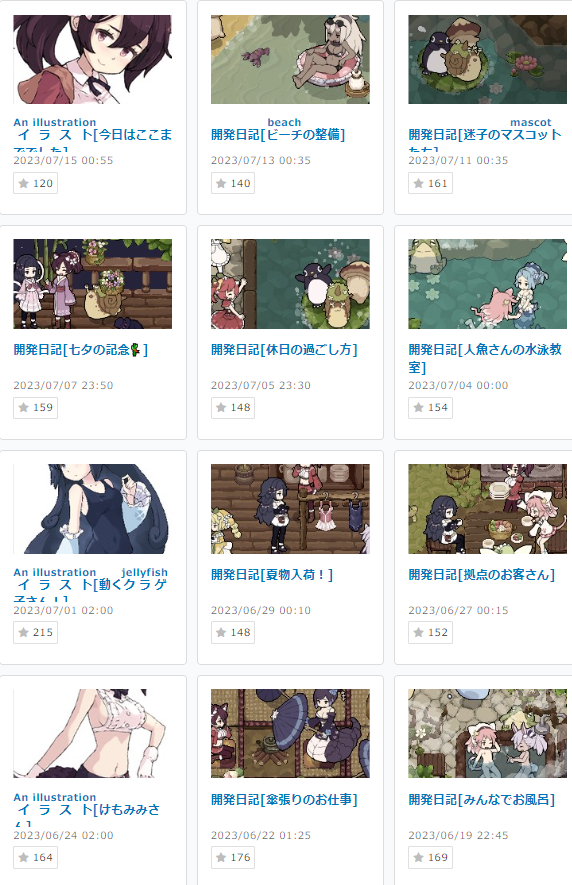 An illustration
イラスト[今日はここま
ででした]
2023/07/15 00:55
★ 120
beach
開発日記[ビーチの整備]
2023/07/13 00:35
★ 140
mascot
開発日記[迷子のマスコット
たち]
2023/07/11 00:35
★ 161
開発日記[七夕の記念🎋]
2023/07/07 23:50
★ 159
開発日記[休日の過ごし方]
2023/07/05 23:30
★ 148
開発日記[人魚さんの水泳教
室]
2023/07/04 00:00
★ 154
An illustration jellyfish
イラスト[動くクラゲ
子さん！]
2023/07/01 02:00
★ 215
開発日記[夏物入荷！]
2023/06/29 00:10
★ 148
開発日記[拠点のお客さん]
2023/06/27 00:15
★ 152
An illustration
イラスト[けもみみさ
ん]
2023/06/24 02:00
★ 164
開発日記[傘張りのお仕事]
2023/06/22 01:25
★ 176
開発日記[みんなでお風呂]
2023/06/19 22:45
★ 169